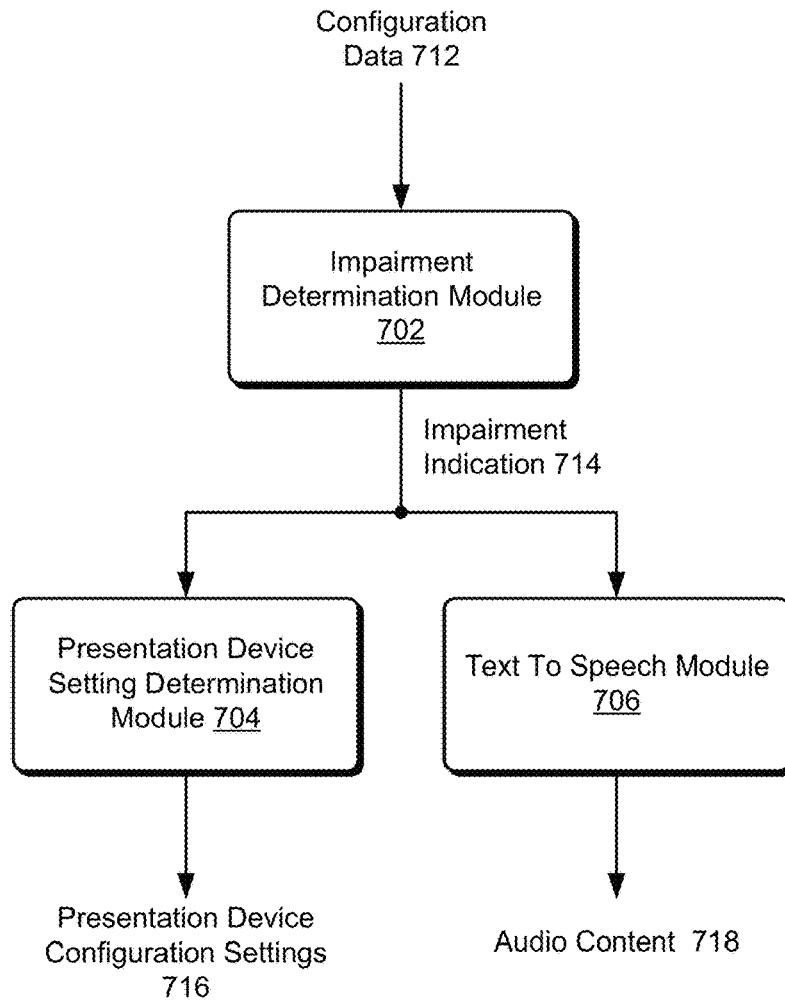 Configuration
Data 712
Impairment
Determination Module
702
Impairment
Indication 714
Presentation Device
Setting Determination
Module 704
Text To Speech Module
706
Presentation Device
Configuration Settings
716
Audio Content 718